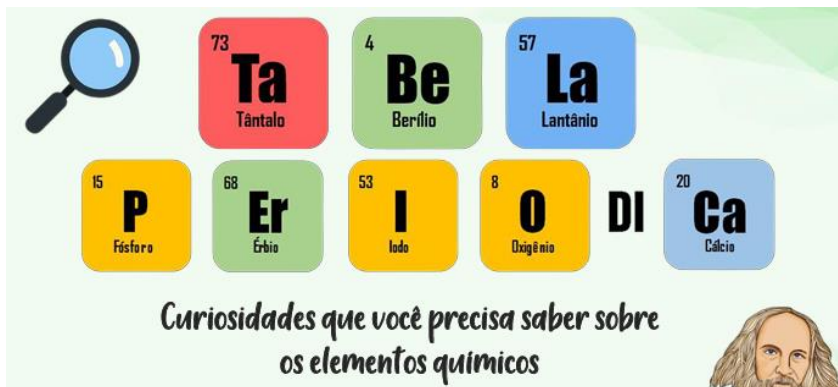 73 4 57
Ta Be La
Tântalo Berílio Lantânio
15 68 53 8 20
P Er I O DI Ca
Fósforo Érbio Iodo Oxigênio Cálcio
Curiosidades que você precisa saber sobre
os elementos químicos